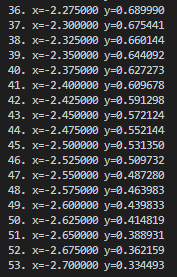 36. x=-2.275000 y=0.689990
37. x=-2.300000 y=0.675441
38. x=-2.325000 y=0.660144
39. x=-2.350000 y=0.644092
40. x=-2.375000 y=0.627273
41. x=-2.400000 y=0.609678
42. x=-2.425000 y=0.591298
43. x=-2.450000 y=0.572124
44. x=-2.475000 y=0.552144
45. x=-2.500000 y=0.531350
46. x=-2.525000 y=0.509732
47. x=-2.550000 y=0.487280
48. x=-2.575000 y=0.463983
49. x=-2.600000 y=0.439833
50. x=-2.625000 y=0.414819
51. x=-2.650000 y=0.388931
52. x=-2.675000 y=0.362159
53. x=-2.700000 y=0.334493